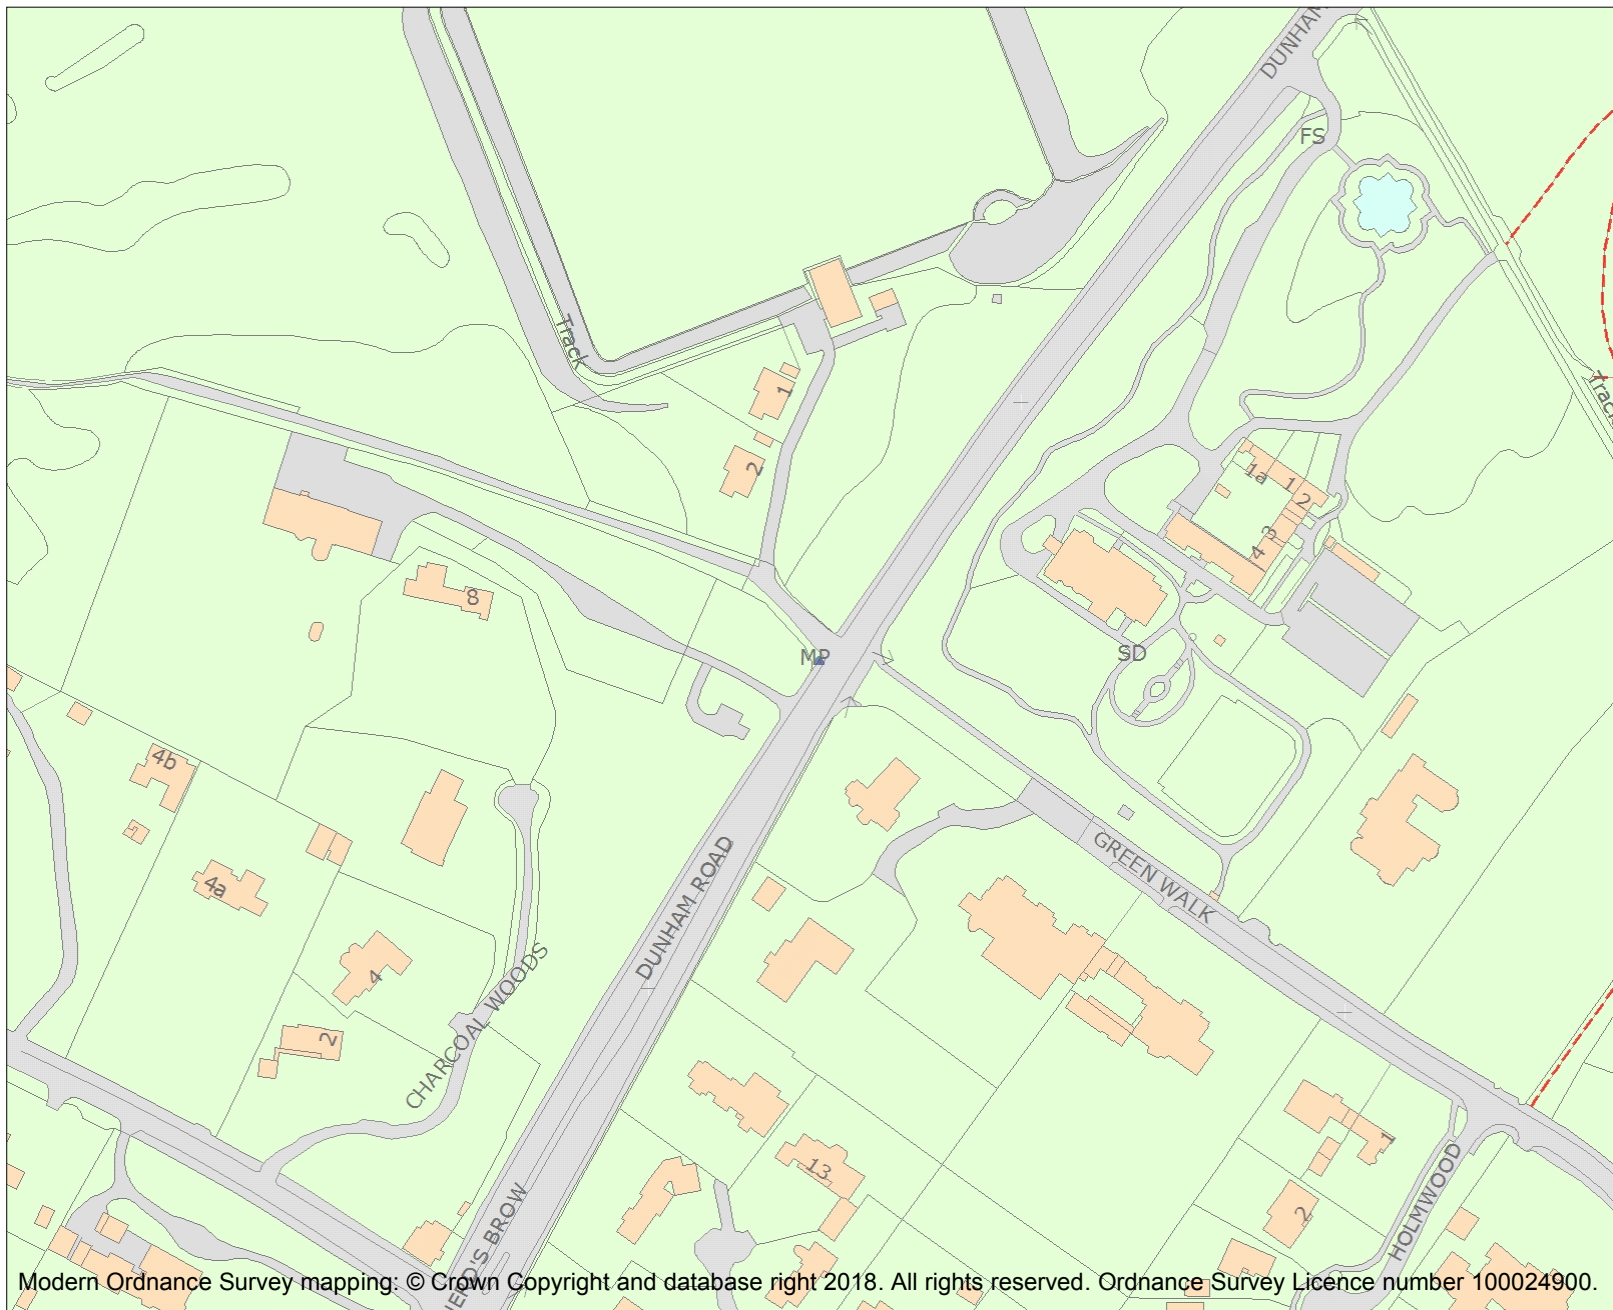 DUNHAM
FS
Track
Track
1
2
1a
1
2
3
4
8
MP
SD
4b
4a
4
2
DUNHAM ROAD
GREEN WALK
CHARCOAL WOODS
13
1
2
HOLMWOOD
HERD'S BROW
Modern Ordnance Survey mapping: © Crown Copyright and database right 2018. All rights reserved. Ordnance Survey Licence number 100024900.